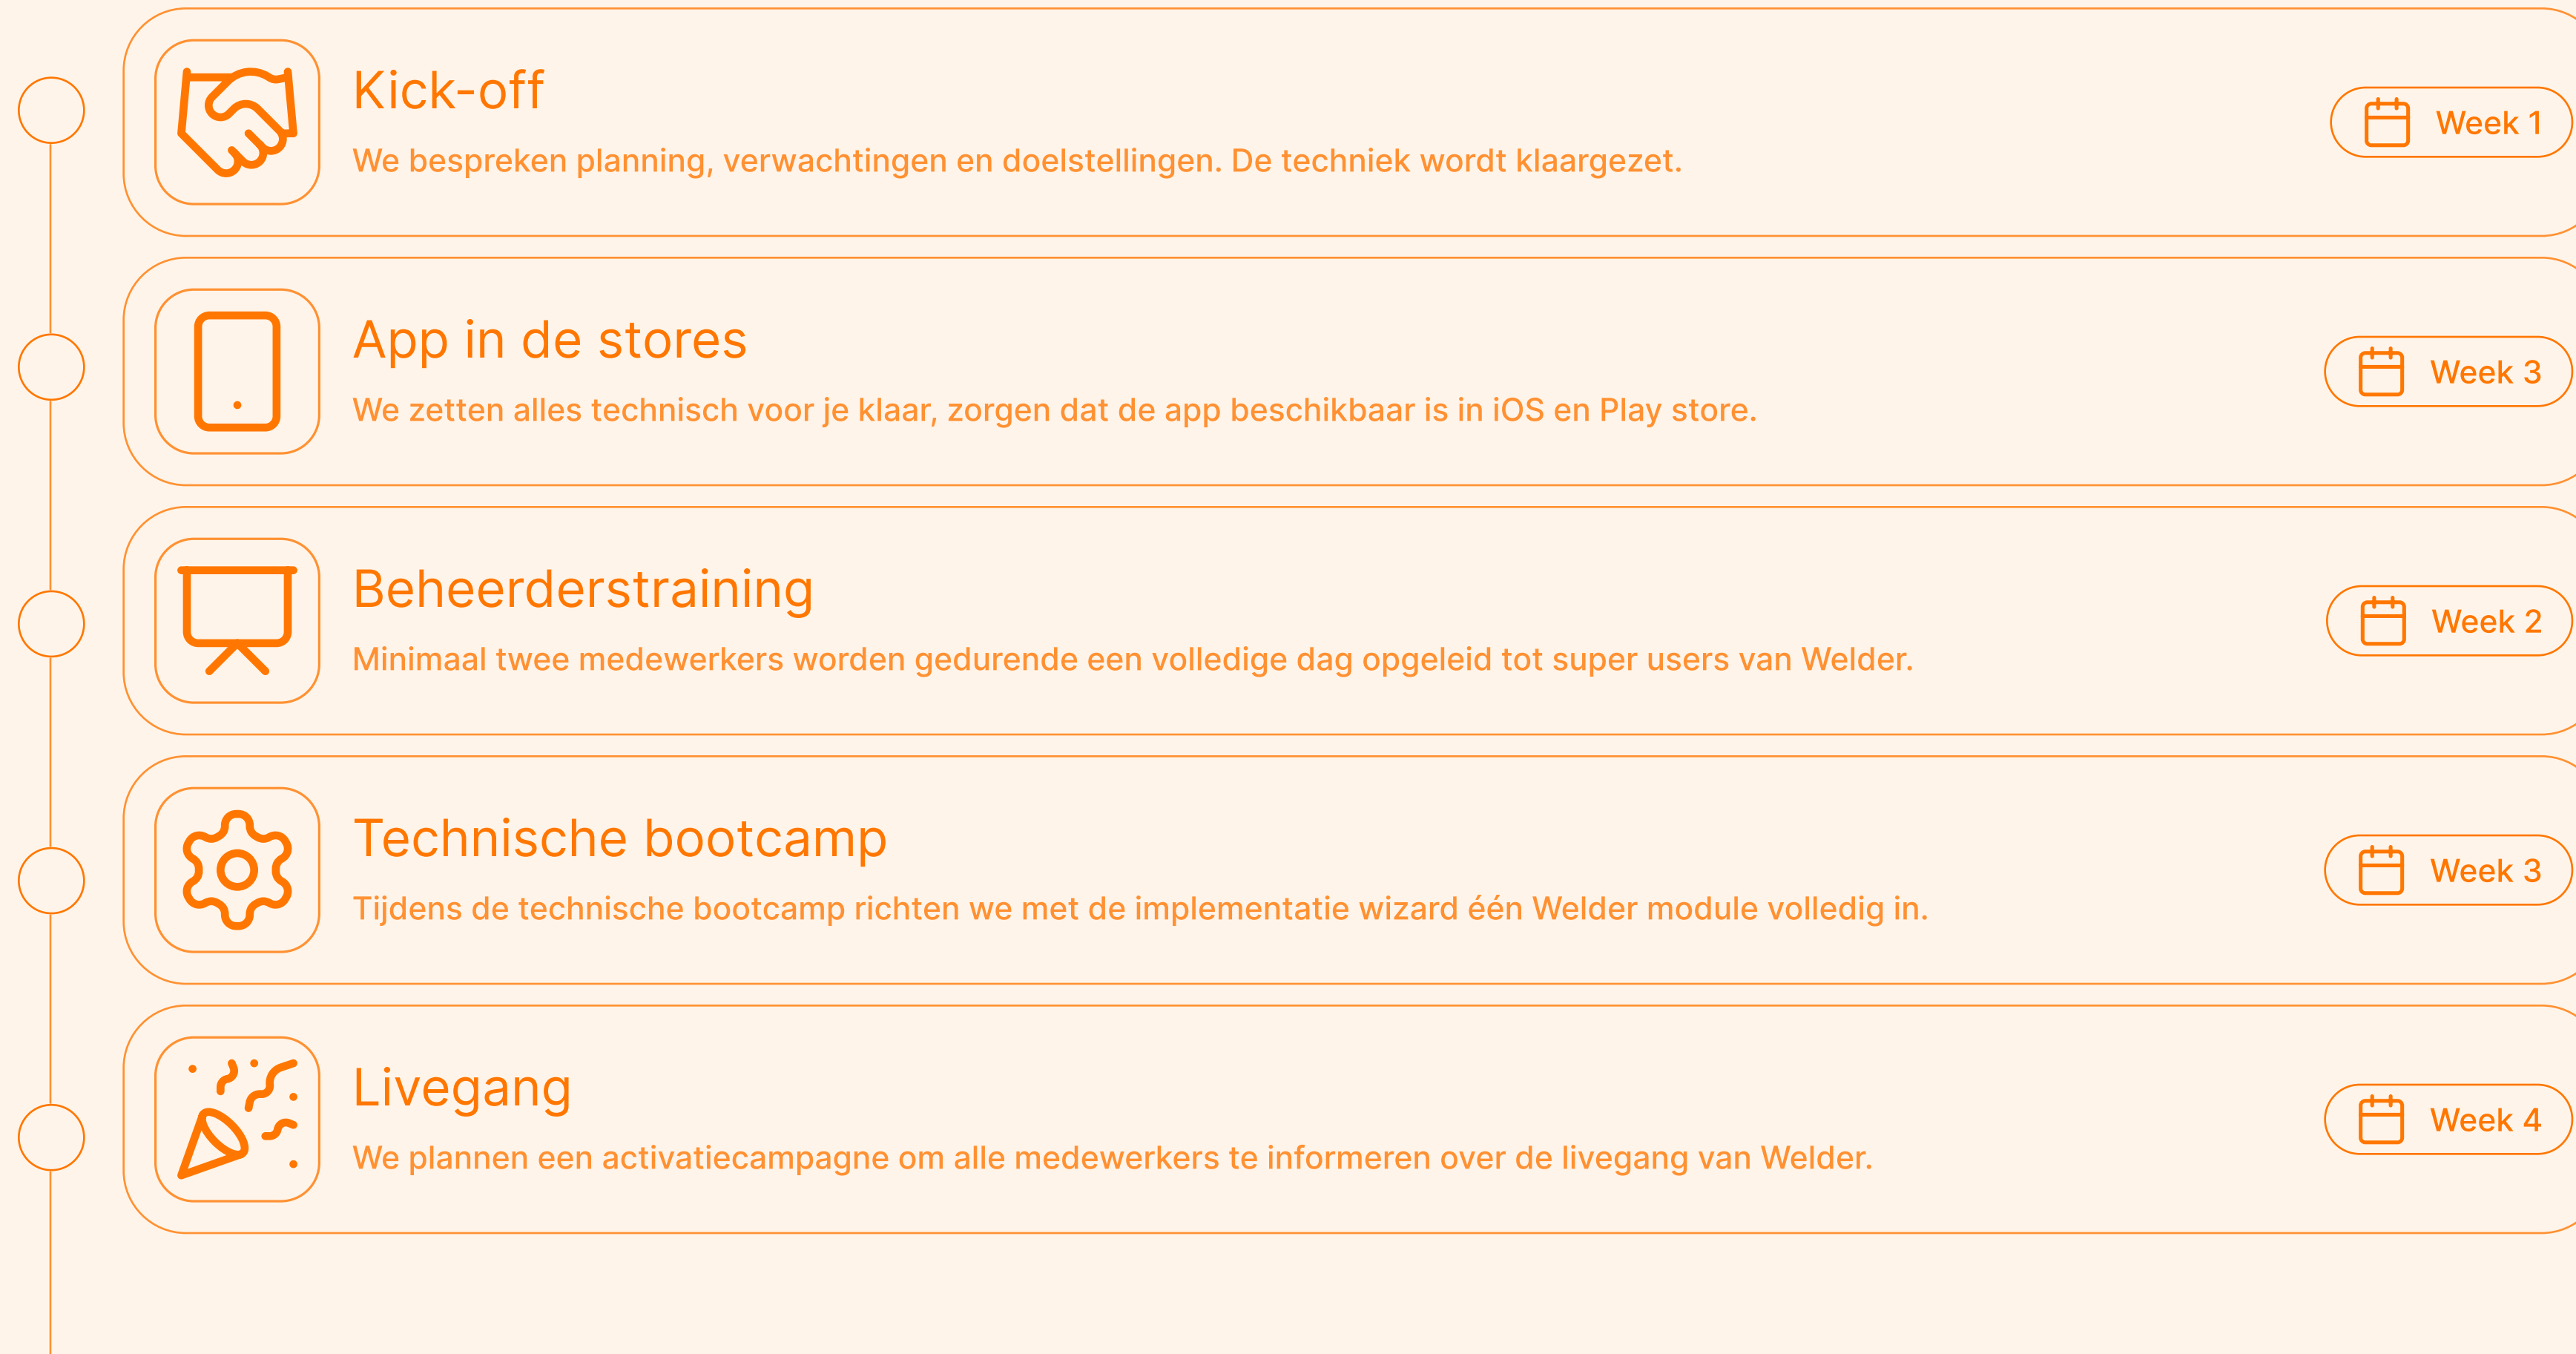 Kick-off
We bespreken planning, verwachtingen en doelstellingen. De techniek wordt klaargezet.
Week 1
App in de stores
We zetten alles technisch voor je klaar, zorgen dat de app beschikbaar is in iOS en Play store.
Week 3
Beheerderstraining
Minimaal twee medewerkers worden gedurende een volledige dag opgeleid tot super users van Welder.
Week 2
Technische bootcamp
Tijdens de technische bootcamp richten we met de implementatie wizard één Welder module volledig in.
Week 3
Livegang
We plannen een activatiecampagne om alle medewerkers te informeren over de livegang van Welder.
Week 4